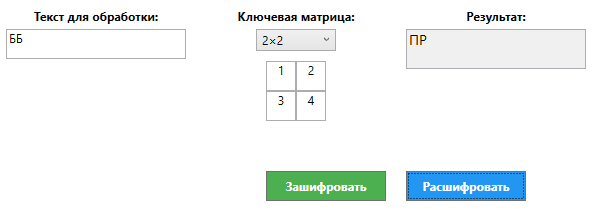 Текст для обработки:
Ключевая матрица:
Результат:
ББ
2×2
ПР
1 2
3 4
Зашифровать
Расшифровать